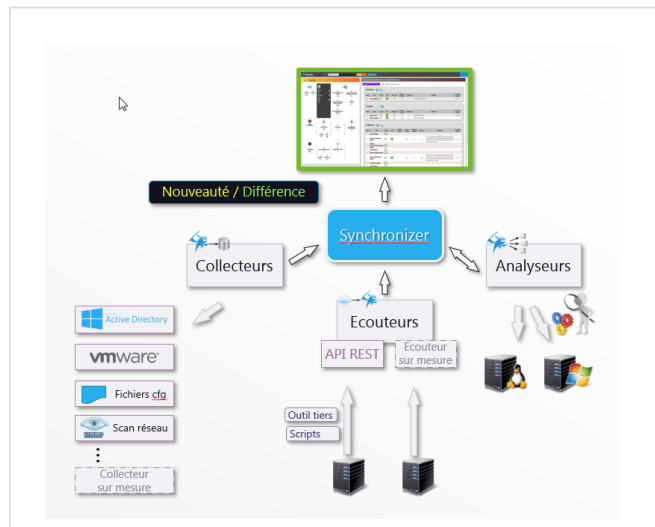 Nouveauté / Différence
Synchronizer
Collecteurs
Analyseurs
Ecouteurs
API REST
Ecouteur
sur mesure
Active Directory
vmware
Fichiers cfg
Scan réseau
Collecteur
sur mesure
Outil tiers
Scripts